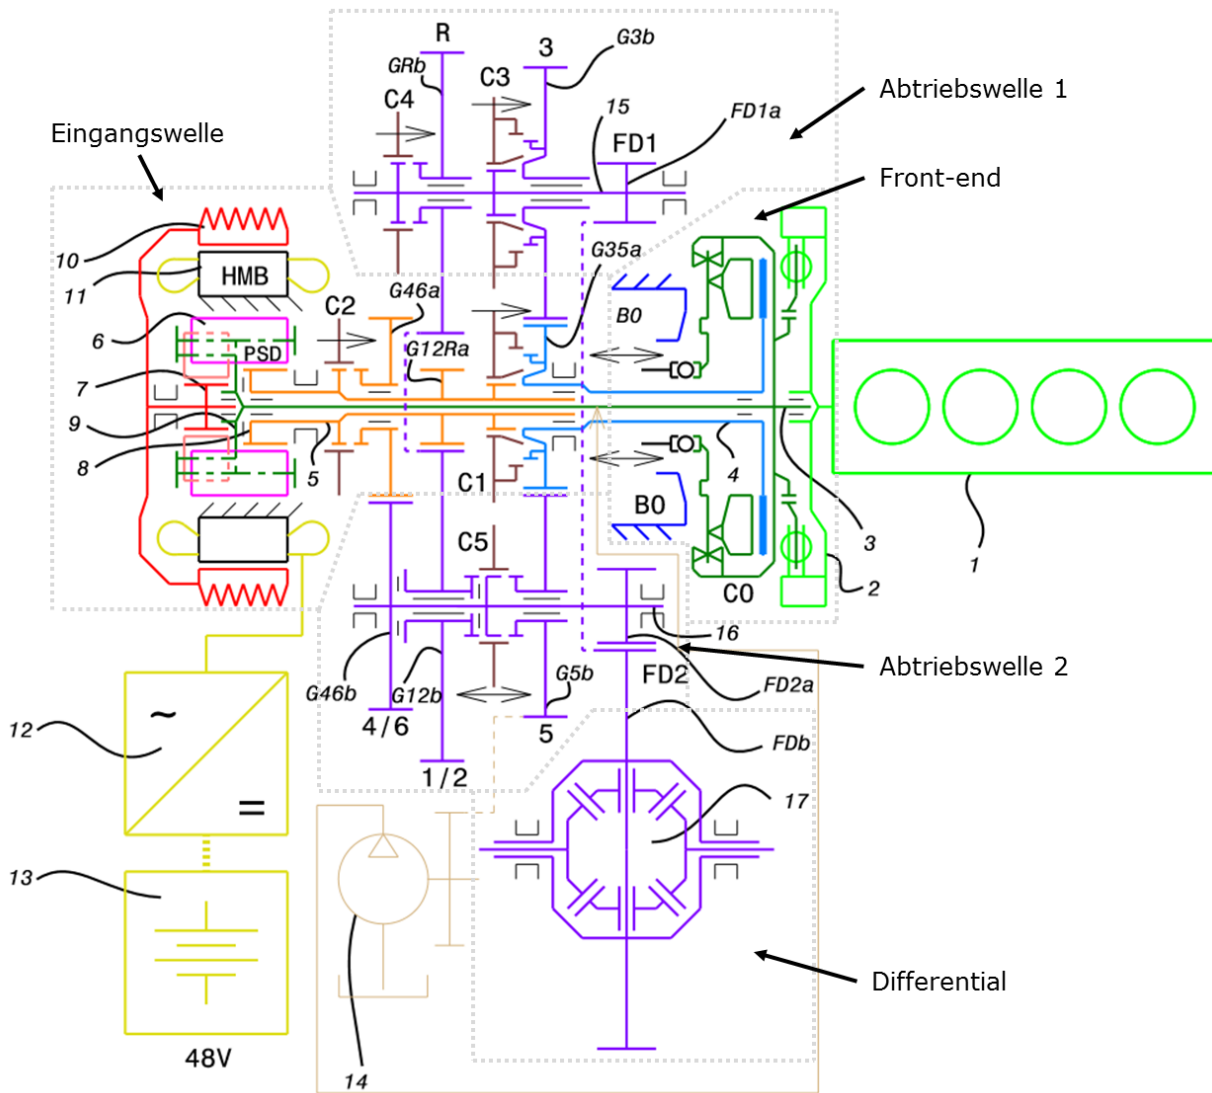 R
3
G3b
GRb
C3
Abtriebswelle 1
C4
15
FD1a
Eingangswelle
FD1
Front-end
10
HMB
11
G35a
G46a
C2
B0
6
PSD
G12Ra
7
9
8
5
C1
4
B0
3
1
C5
C0
2
16
Abtriebswelle 2
G46b
G12b
G5b
FD2
FD2a
4/6
5
12
~
FDb
1/2
=
17
13
Differential
48V
14